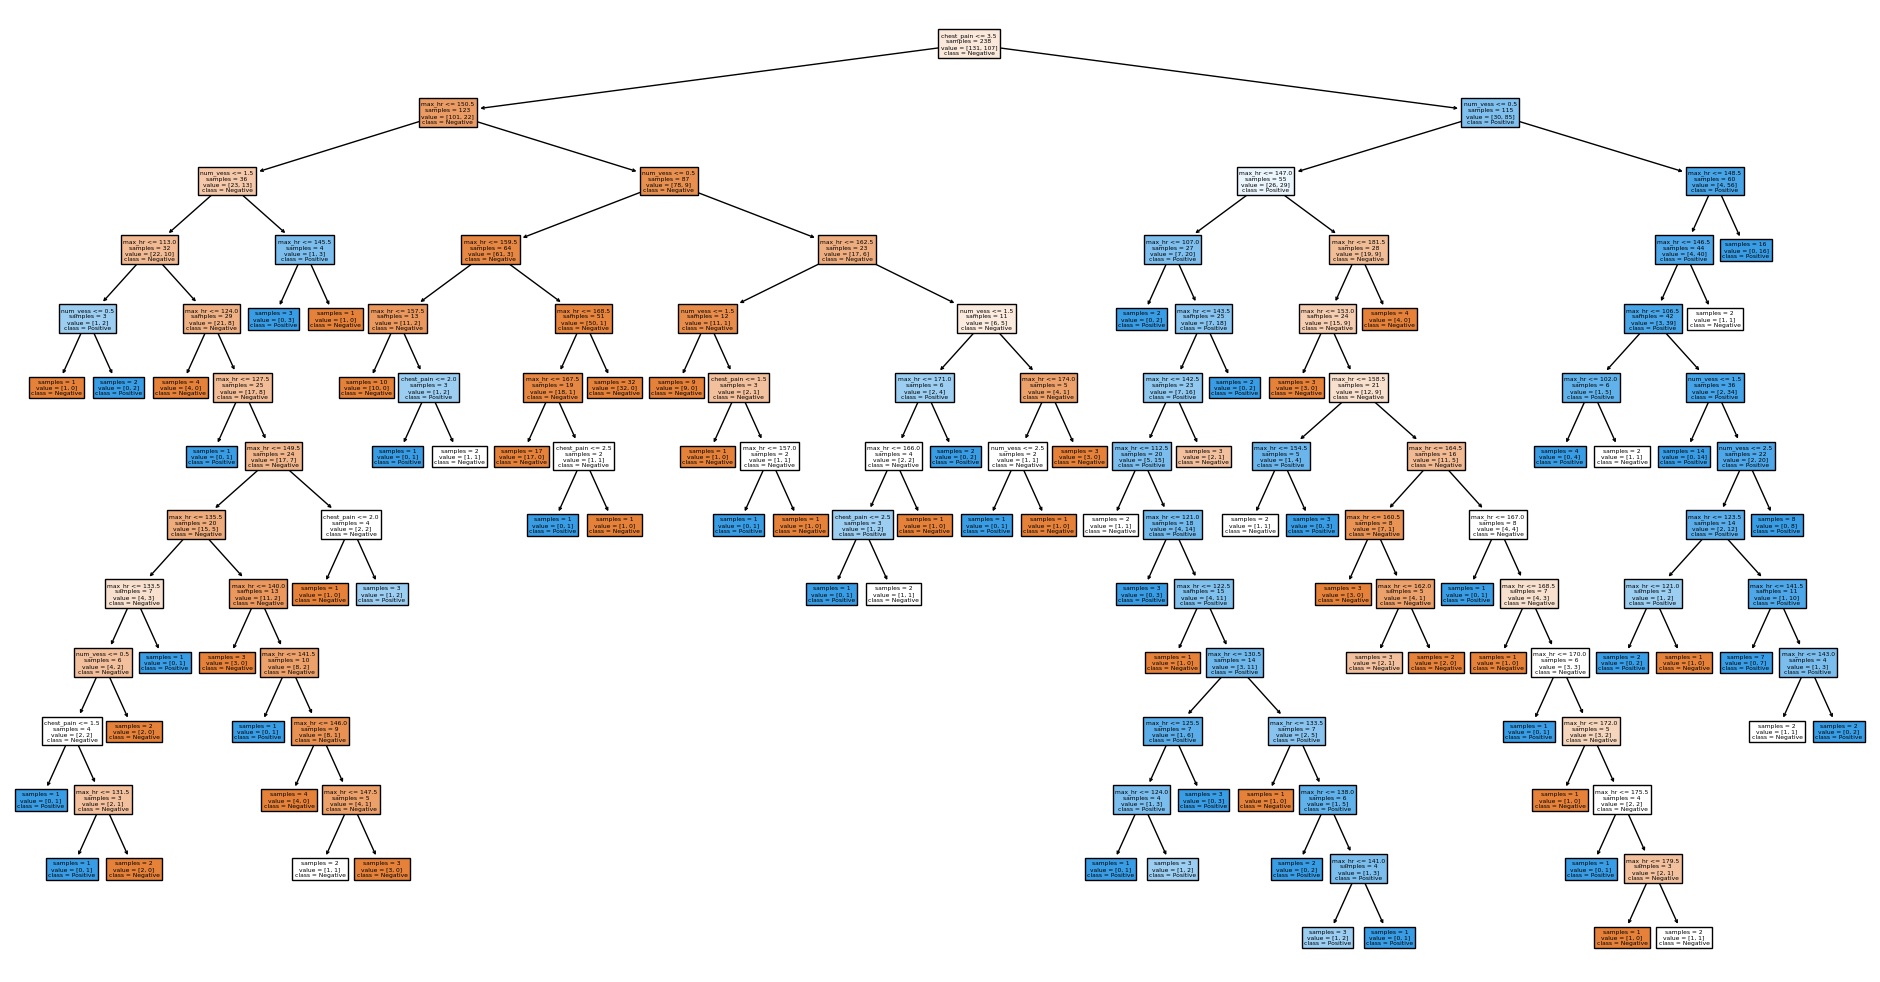 chest_pain <= 3.5
samples = 238
value = [131, 107]
class = Negative
max_hr <= 150.5
samples = 123
value = [101, 22]
class = Negative
num_vess <= 0.5
samples = 115
value = [30, 85]
class = Positive
num_vess <= 1.5
samples = 36
value = [23, 13]
class = Negative
num_vess <= 0.5
samples = 87
value = [78, 9]
class = Negative
max_hr <= 147.0
samples = 55
value = [26, 29]
class = Positive
max_hr <= 148.5
samples = 60
value = [4, 56]
class = Positive
max_hr <= 113.0
samples = 32
value = [22, 10]
class = Negative
max_hr <= 145.5
samples = 4
value = [1, 3]
class = Positive
max_hr <= 159.5
samples = 64
value = [61, 3]
class = Negative
max_hr <= 162.5
samples = 23
value = [17, 6]
class = Negative
max_hr <= 107.0
samples = 27
value = [7, 20]
class = Positive
max_hr <= 181.5
samples = 28
value = [19, 9]
class = Negative
max_hr <= 146.5
samples = 44
value = [4, 40]
class = Positive
samples = 16
value = [0, 16]
class = Positive
num_vess <= 0.5
samples = 3
value = [1, 2]
class = Positive
max_hr <= 124.0
samples = 29
value = [21, 8]
class = Negative
samples = 3
value = [0, 3]
class = Positive
samples = 1
value = [1, 0]
class = Negative
max_hr <= 157.5
samples = 13
value = [11, 2]
class = Negative
max_hr <= 168.5
samples = 51
value = [50, 1]
class = Negative
num_vess <= 1.5
samples = 12
value = [11, 1]
class = Negative
num_vess <= 1.5
samples = 11
value = [6, 5]
class = Negative
samples = 2
value = [0, 2]
class = Positive
max_hr <= 143.5
samples = 25
value = [7, 18]
class = Positive
max_hr <= 153.0
samples = 24
value = [15, 9]
class = Negative
samples = 4
value = [4, 0]
class = Negative
max_hr <= 106.5
samples = 42
value = [3, 39]
class = Positive
samples = 2
value = [1, 1]
class = Negative
samples = 1
value = [1, 0]
class = Negative
samples = 2
value = [0, 2]
class = Positive
samples = 4
value = [4, 0]
class = Negative
max_hr <= 127.5
samples = 25
value = [17, 8]
class = Negative
samples = 10
value = [10, 0]
class = Negative
chest_pain <= 2.0
samples = 3
value = [1, 2]
class = Positive
max_hr <= 167.5
samples = 19
value = [18, 1]
class = Negative
samples = 32
value = [32, 0]
class = Negative
samples = 9
value = [9, 0]
class = Negative
chest_pain <= 1.5
samples = 3
value = [2, 1]
class = Negative
max_hr <= 171.0
samples = 6
value = [2, 4]
class = Positive
max_hr <= 174.0
samples = 5
value = [4, 1]
class = Negative
max_hr <= 142.5
samples = 23
value = [7, 16]
class = Positive
samples = 2
value = [0, 2]
class = Positive
samples = 3
value = [3, 0]
class = Negative
max_hr <= 158.5
samples = 21
value = [12, 9]
class = Negative
max_hr <= 102.0
samples = 6
value = [1, 5]
class = Positive
num_vess <= 1.5
samples = 36
value = [2, 34]
class = Positive
samples = 1
value = [0, 1]
class = Positive
max_hr <= 149.5
samples = 24
value = [17, 7]
class = Negative
samples = 1
value = [0, 1]
class = Positive
samples = 2
value = [1, 1]
class = Negative
samples = 17
value = [17, 0]
class = Negative
chest_pain <= 2.5
samples = 2
value = [1, 1]
class = Negative
samples = 1
value = [1, 0]
class = Negative
max_hr <= 157.0
samples = 2
value = [1, 1]
class = Negative
max_hr <= 166.0
samples = 4
value = [2, 2]
class = Negative
samples = 2
value = [0, 2]
class = Positive
num_vess <= 2.5
samples = 2
value = [1, 1]
class = Negative
samples = 3
value = [3, 0]
class = Negative
max_hr <= 112.5
samples = 20
value = [5, 15]
class = Positive
samples = 3
value = [2, 1]
class = Negative
max_hr <= 154.5
samples = 5
value = [1, 4]
class = Positive
max_hr <= 164.5
samples = 16
value = [11, 5]
class = Negative
samples = 4
value = [0, 4]
class = Positive
samples = 2
value = [1, 1]
class = Negative
samples = 14
value = [0, 14]
class = Positive
num_vess <= 2.5
samples = 22
value = [2, 20]
class = Positive
max_hr <= 135.5
samples = 20
value = [15, 5]
class = Negative
chest_pain <= 2.0
samples = 4
value = [2, 2]
class = Negative
samples = 1
value = [0, 1]
class = Positive
samples = 1
value = [1, 0]
class = Negative
samples = 1
value = [0, 1]
class = Positive
samples = 1
value = [1, 0]
class = Negative
chest_pain <= 2.5
samples = 3
value = [1, 2]
class = Positive
samples = 1
value = [1, 0]
class = Negative
samples = 1
value = [0, 1]
class = Positive
samples = 1
value = [1, 0]
class = Negative
samples = 2
value = [1, 1]
class = Negative
max_hr <= 121.0
samples = 18
value = [4, 14]
class = Positive
samples = 2
value = [1, 1]
class = Negative
samples = 3
value = [0, 3]
class = Positive
max_hr <= 160.5
samples = 8
value = [7, 1]
class = Negative
max_hr <= 167.0
samples = 8
value = [4, 4]
class = Negative
max_hr <= 123.5
samples = 14
value = [2, 12]
class = Positive
samples = 8
value = [0, 8]
class = Positive
max_hr <= 133.5
samples = 7
value = [4, 3]
class = Negative
max_hr <= 140.0
samples = 13
value = [11, 2]
class = Negative
samples = 1
value = [1, 0]
class = Negative
samples = 3
value = [1, 2]
class = Positive
samples = 1
value = [0, 1]
class = Positive
samples = 2
value = [1, 1]
class = Negative
samples = 3
value = [0, 3]
class = Positive
max_hr <= 122.5
samples = 15
value = [4, 11]
class = Positive
samples = 3
value = [3, 0]
class = Negative
max_hr <= 162.0
samples = 5
value = [4, 1]
class = Negative
samples = 1
value = [0, 1]
class = Positive
max_hr <= 168.5
samples = 7
value = [4, 3]
class = Negative
max_hr <= 121.0
samples = 3
value = [1, 2]
class = Positive
max_hr <= 141.5
samples = 11
value = [1, 10]
class = Positive
num_vess <= 0.5
samples = 6
value = [4, 2]
class = Negative
samples = 1
value = [0, 1]
class = Positive
samples = 3
value = [3, 0]
class = Negative
max_hr <= 141.5
samples = 10
value = [8, 2]
class = Negative
samples = 1
value = [1, 0]
class = Negative
max_hr <= 130.5
samples = 14
value = [3, 11]
class = Positive
samples = 3
value = [2, 1]
class = Negative
samples = 2
value = [2, 0]
class = Negative
samples = 1
value = [1, 0]
class = Negative
max_hr <= 170.0
samples = 6
value = [3, 3]
class = Negative
samples = 2
value = [0, 2]
class = Positive
samples = 1
value = [1, 0]
class = Negative
samples = 7
value = [0, 7]
class = Positive
max_hr <= 143.0
samples = 4
value = [1, 3]
class = Positive
chest_pain <= 1.5
samples = 4
value = [2, 2]
class = Negative
samples = 2
value = [2, 0]
class = Negative
samples = 1
value = [0, 1]
class = Positive
max_hr <= 146.0
samples = 9
value = [8, 1]
class = Negative
max_hr <= 125.5
samples = 7
value = [1, 6]
class = Positive
max_hr <= 133.5
samples = 7
value = [2, 5]
class = Positive
samples = 1
value = [0, 1]
class = Positive
max_hr <= 172.0
samples = 5
value = [3, 2]
class = Negative
samples = 2
value = [1, 1]
class = Negative
samples = 2
value = [0, 2]
class = Positive
samples = 1
value = [0, 1]
class = Positive
max_hr <= 131.5
samples = 3
value = [2, 1]
class = Negative
samples = 4
value = [4, 0]
class = Negative
max_hr <= 147.5
samples = 5
value = [4, 1]
class = Negative
max_hr <= 124.0
samples = 4
value = [1, 3]
class = Positive
samples = 3
value = [0, 3]
class = Positive
samples = 1
value = [1, 0]
class = Negative
max_hr <= 138.0
samples = 6
value = [1, 5]
class = Positive
samples = 1
value = [1, 0]
class = Negative
max_hr <= 175.5
samples = 4
value = [2, 2]
class = Negative
samples = 1
value = [0, 1]
class = Positive
samples = 2
value = [2, 0]
class = Negative
samples = 2
value = [1, 1]
class = Negative
samples = 3
value = [3, 0]
class = Negative
samples = 1
value = [0, 1]
class = Positive
samples = 3
value = [1, 2]
class = Positive
samples = 2
value = [0, 2]
class = Positive
max_hr <= 141.0
samples = 4
value = [1, 3]
class = Positive
samples = 1
value = [0, 1]
class = Positive
max_hr <= 179.5
samples = 3
value = [2, 1]
class = Negative
samples = 3
value = [1, 2]
class = Positive
samples = 1
value = [0, 1]
class = Positive
samples = 1
value = [1, 0]
class = Negative
samples = 2
value = [1, 1]
class = Negative